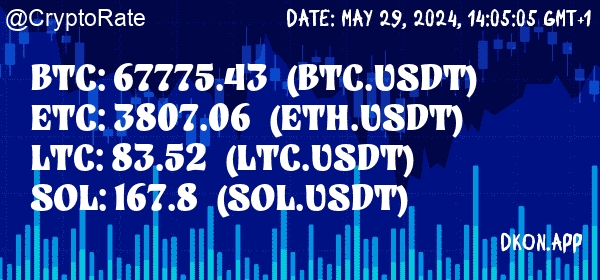 @CryptoRate
DATE: MAY 29, 2024, 14:05:05 GMT+1
BTC: 67775.43 (BTC.USDT)
ETC: 3807.06 (ETH.USDT)
LTC: 83.52 (LTC.USDT)
SOL: 167.8 (SOL.USDT)
DKON.APP